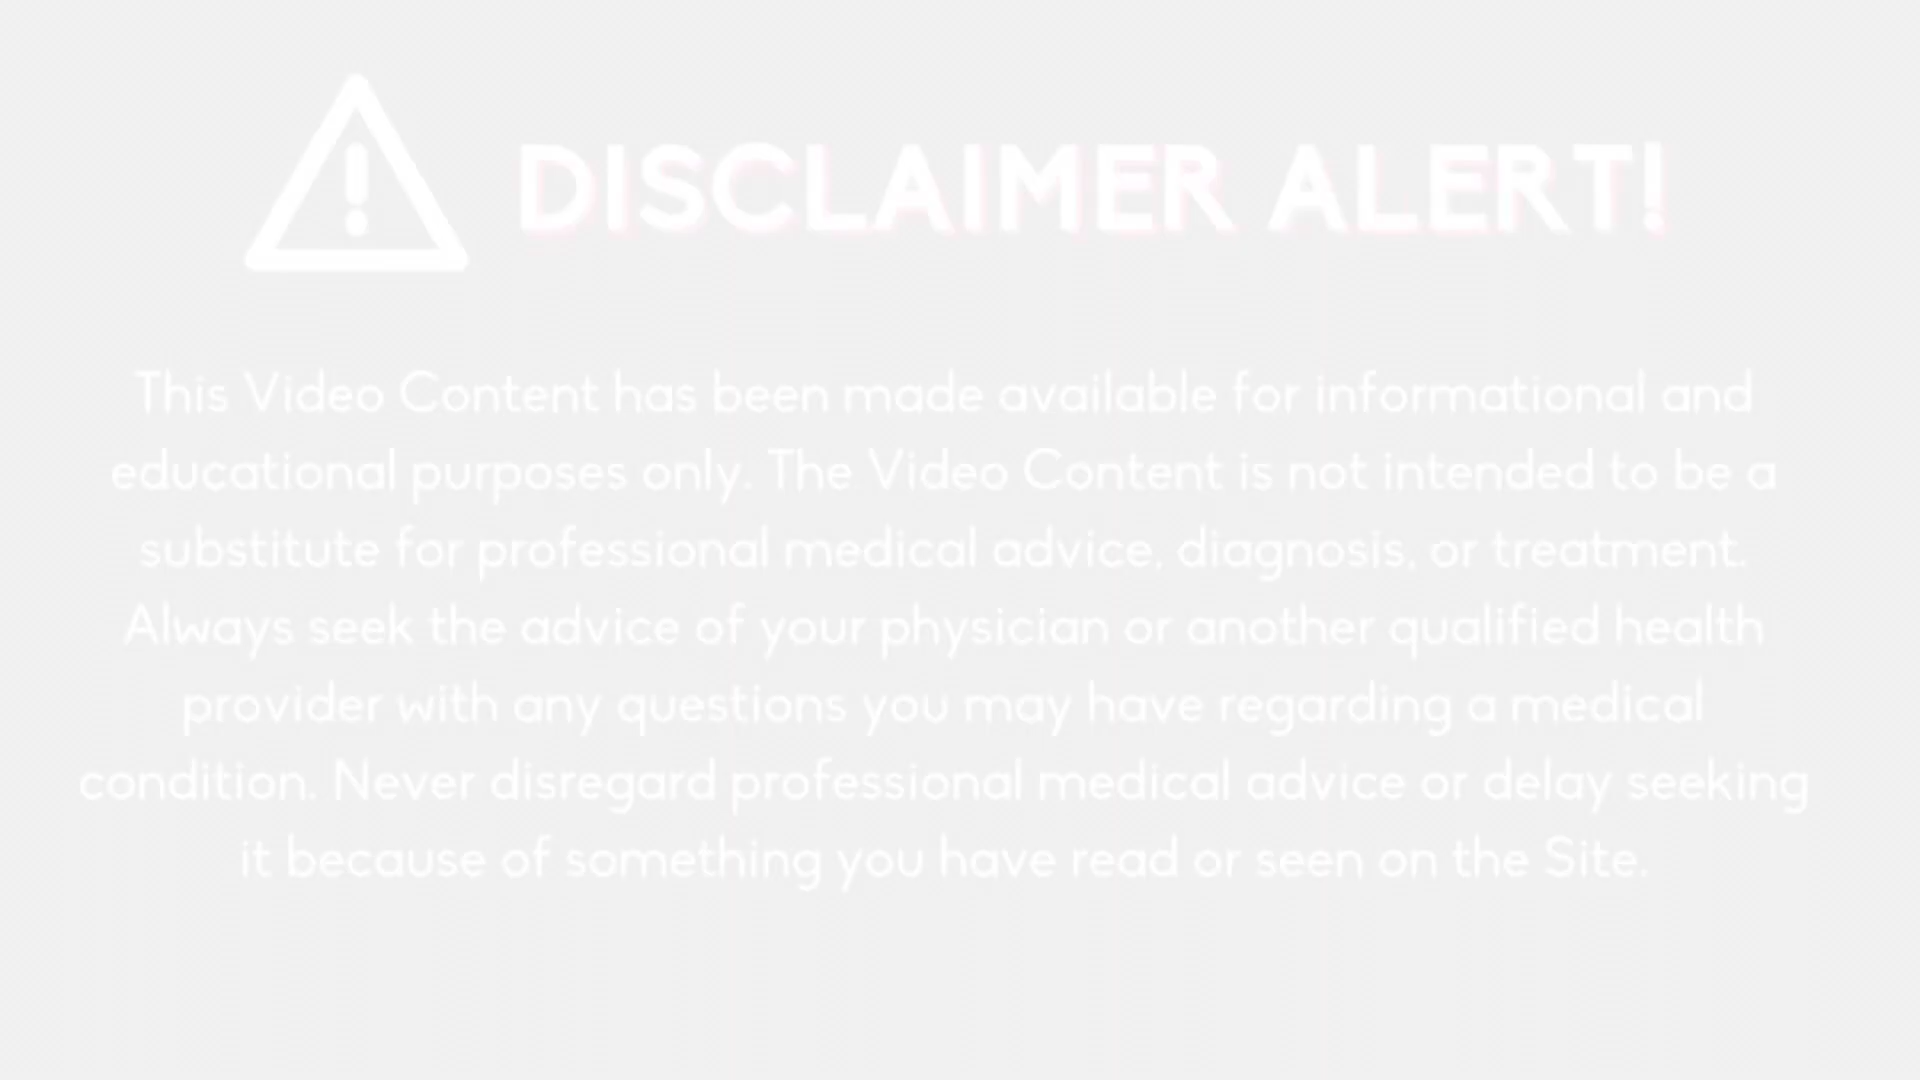 DISCLAIMER ALERT!
This Video Content has been made available for informational and
educational purposes only. The Video Content is not intended to be a
substitute for professional medical advice, diagnosis, or treatment.
Always seek the advice of your physician or another qualified health
provider with any questions you may have regarding a medical
condition. Never disregard professional medical advice or delay seeking
it because of something you have read or seen on the Site.